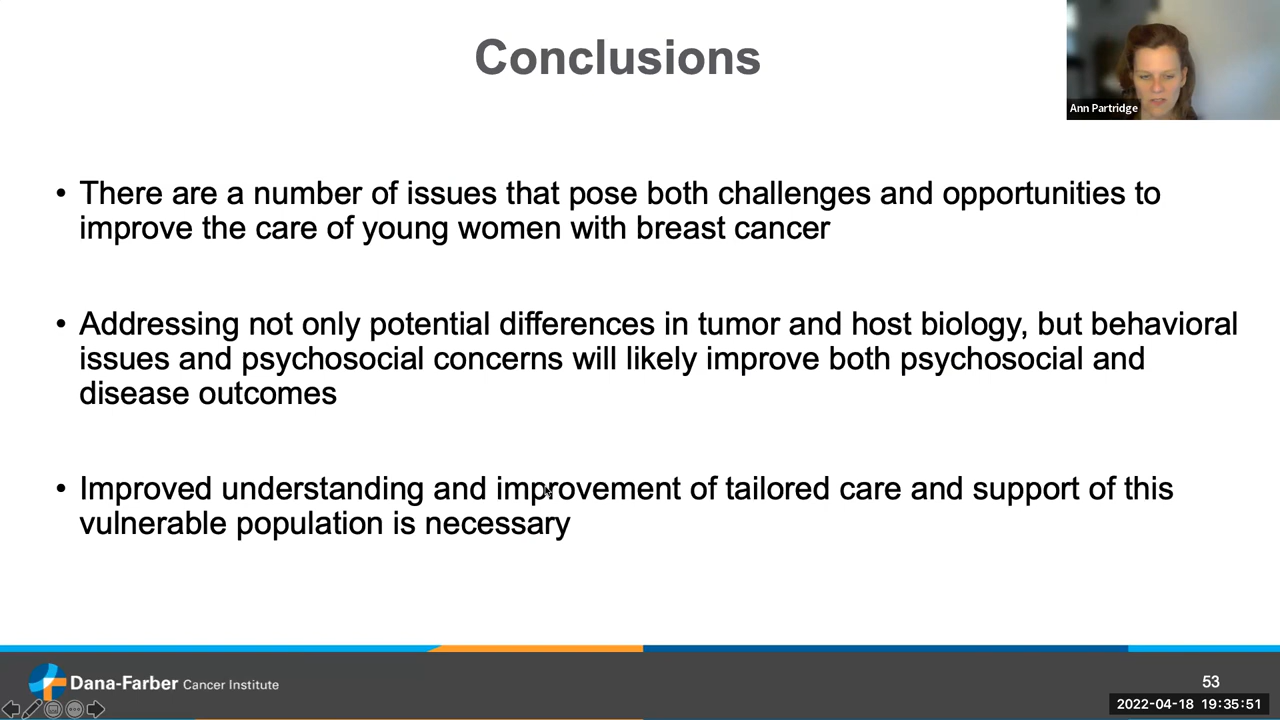 Conclusions
Ann Partridge
• There are a number of issues that pose both challenges and opportunities to
improve the care of young women with breast cancer
• Addressing not only potential differences in tumor and host biology, but behavioral
issues and psychosocial concerns will likely improve both psychosocial and
disease outcomes
• Improved understanding and improvement of tailored care and support of this
vulnerable population is necessary
Dana-Farber Cancer Institute
53
2022-04-18 19:35:51